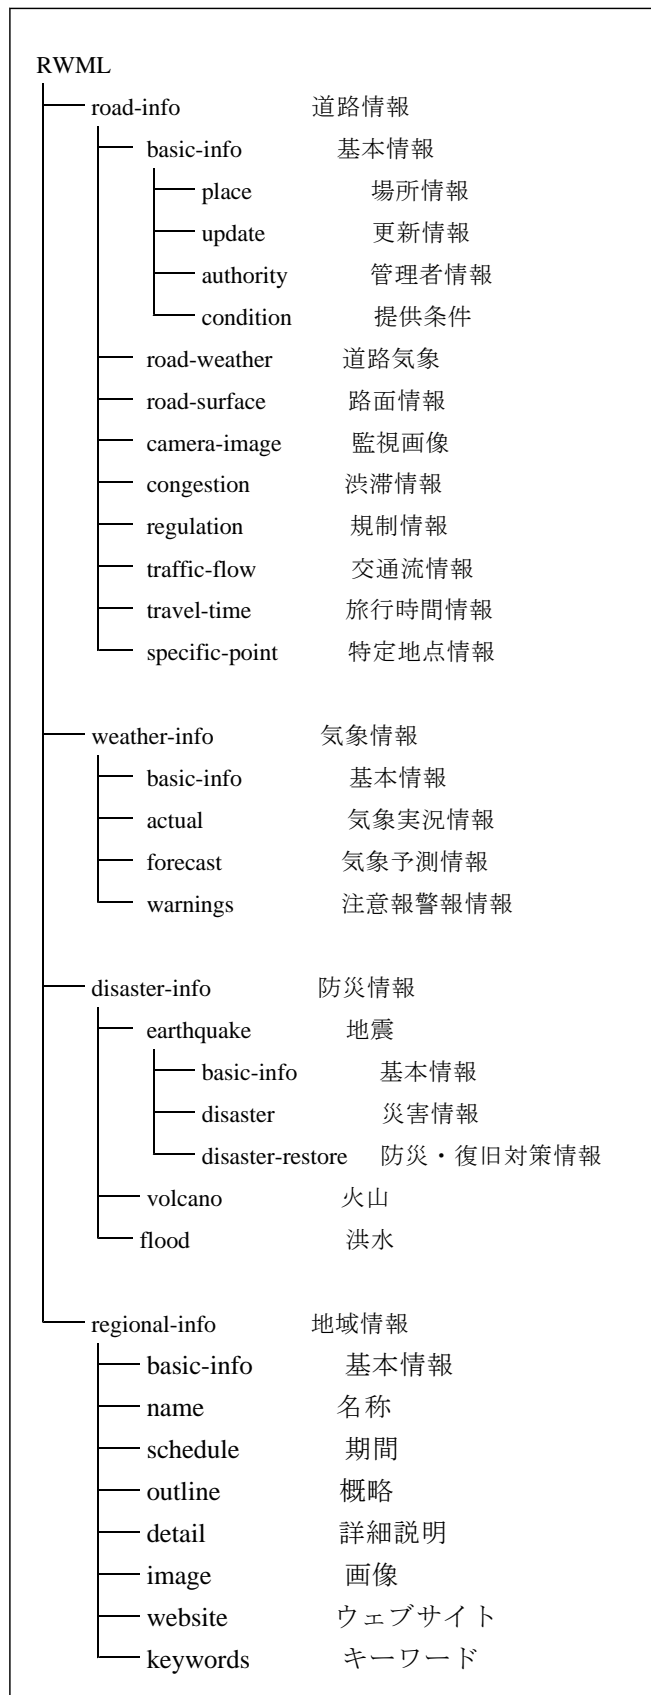 RWML
road-info 道路情報
basic-info 基本情報
place 場所情報
update 更新情報
authority 管理者情報
condition 提供条件
road-weather 道路気象
road-surface 路面情報
camera-image 監視画像
congestion 渋滞情報
regulation 規制情報
traffic-flow 交通流情報
travel-time 旅行時間情報
specific-point 特定地点情報
weather-info 気象情報
basic-info 基本情報
actual 気象実況情報
forecast 気象予測情報
warnings 注意報警報情報
disaster-info 防災情報
earthquake 地震
basic-info 基本情報
disaster 災害情報
disaster-restore 防災・復旧対策情報
volcano 火山
flood 洪水
regional-info 地域情報
basic-info 基本情報
name 名称
schedule 期間
outline 概略
detail 詳細説明
image 画像
website ウェブサイト
keywords キーワード